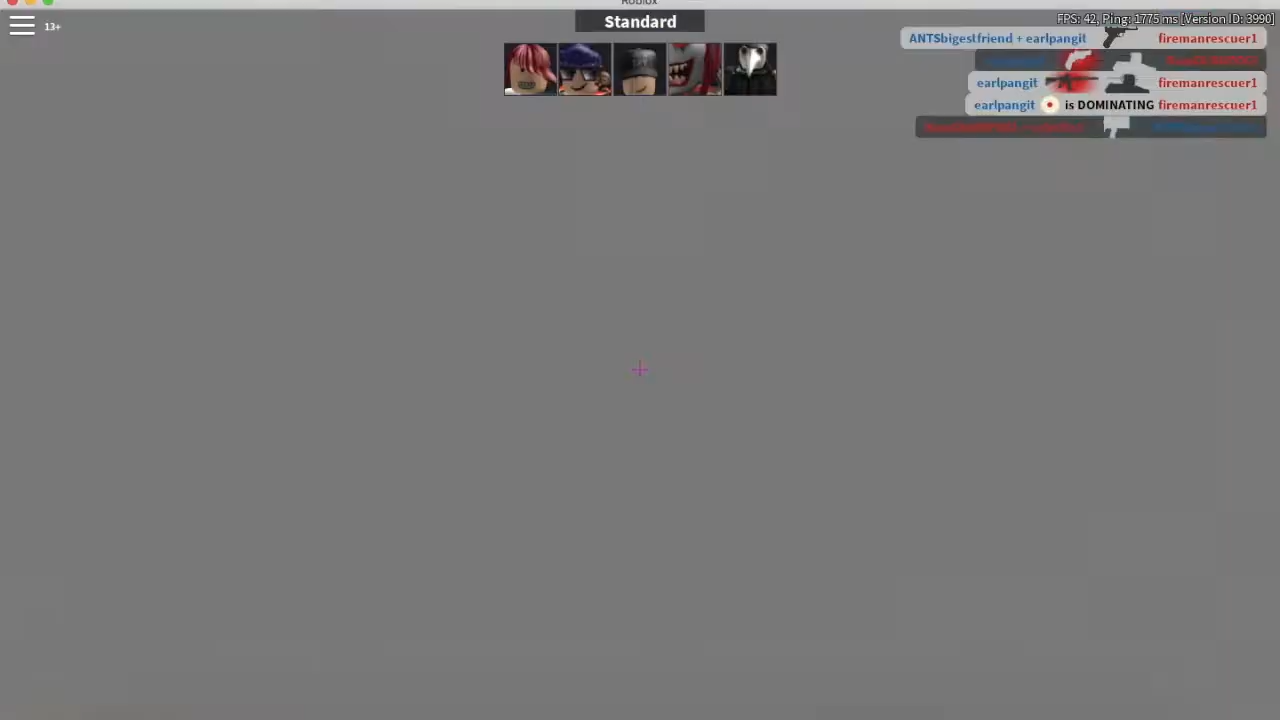 Roblox
Standard
13+
FPS: 42, Ping: 1775 ms [Version ID: 3990]
ANTSbigestfriend + earlpangit firemanrescuer1
earlpangit firemanrescuer1
earlpangit is DOMINATING firemanrescuer1